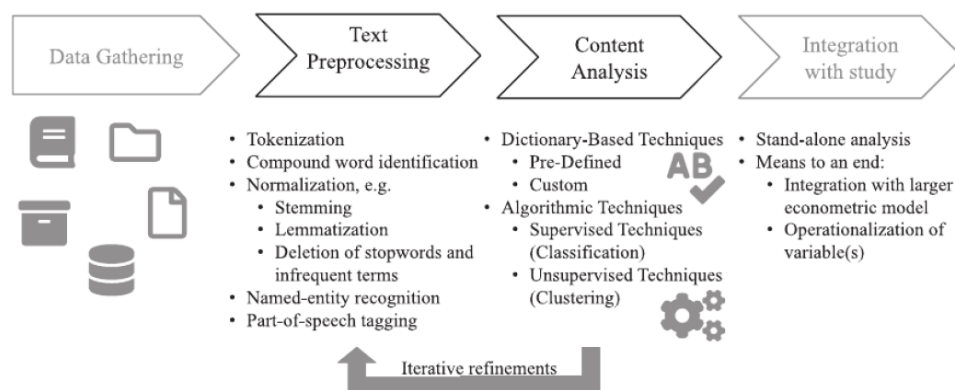 Data Gathering
Text
Preprocessing
Content
Analysis
Integration
with study
• Tokenization
• Compound word identification
• Normalization, e.g.
• Stemming
• Lemmatization
• Deletion of stopwords and
infrequent terms
• Named-entity recognition
• Part-of-speech tagging
• Dictionary-Based Techniques
• Pre-Defined
• Custom
• Algorithmic Techniques
• Supervised Techniques
(Classification)
• Unsupervised Techniques
(Clustering)
AB
• Stand-alone analysis
• Means to an end:
• Integration with larger
econometric model
• Operationalization of
variable(s)
Iterative refinements